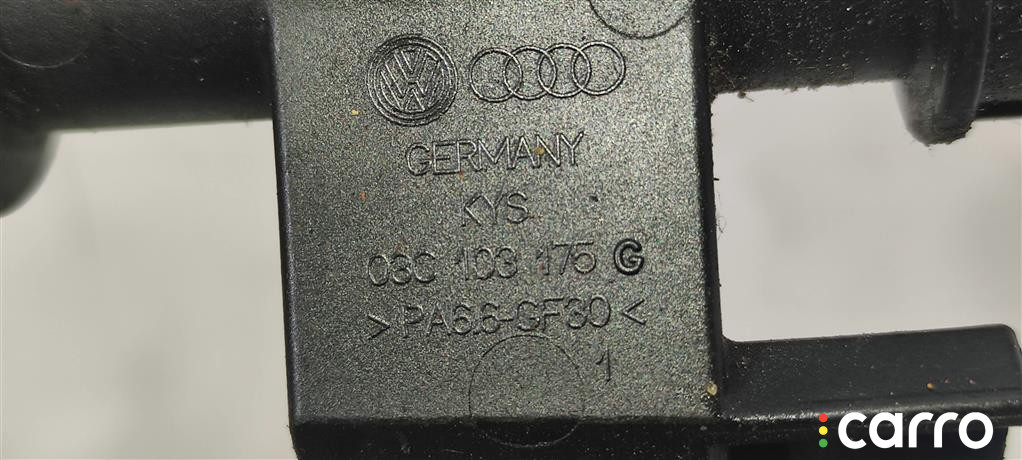 GERMANY
KYS
03C 103 175 G
>PA6.6-GF30<
1
carro